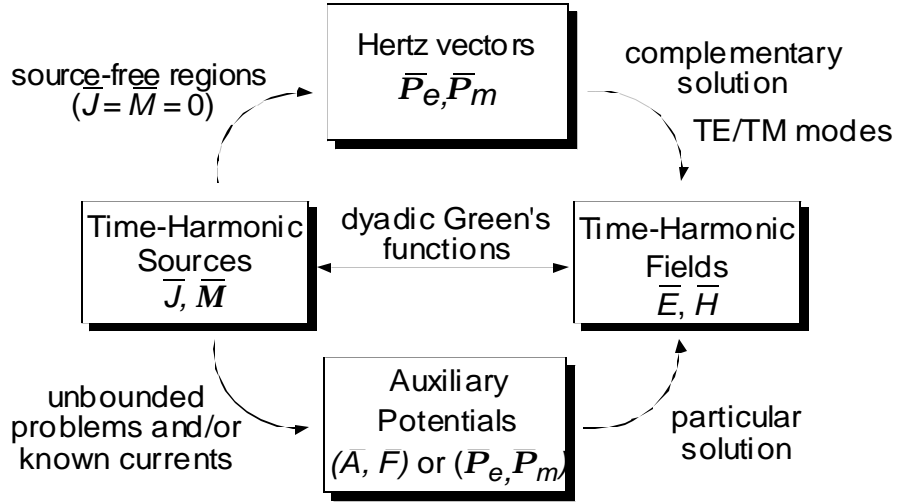 Hertz vectors
P̅e,P̅m
source-free regions
(J̅ = M̅ = 0)
complementary
solution
TE/TM modes
Time-Harmonic
Sources
J̅, M̅
dyadic Green's
functions
Time-Harmonic
Fields
E̅, H̅
unbounded
problems and/or
known currents
Auxiliary
Potentials
(A̅, F̅) or (P̅e,P̅m)
particular
solution